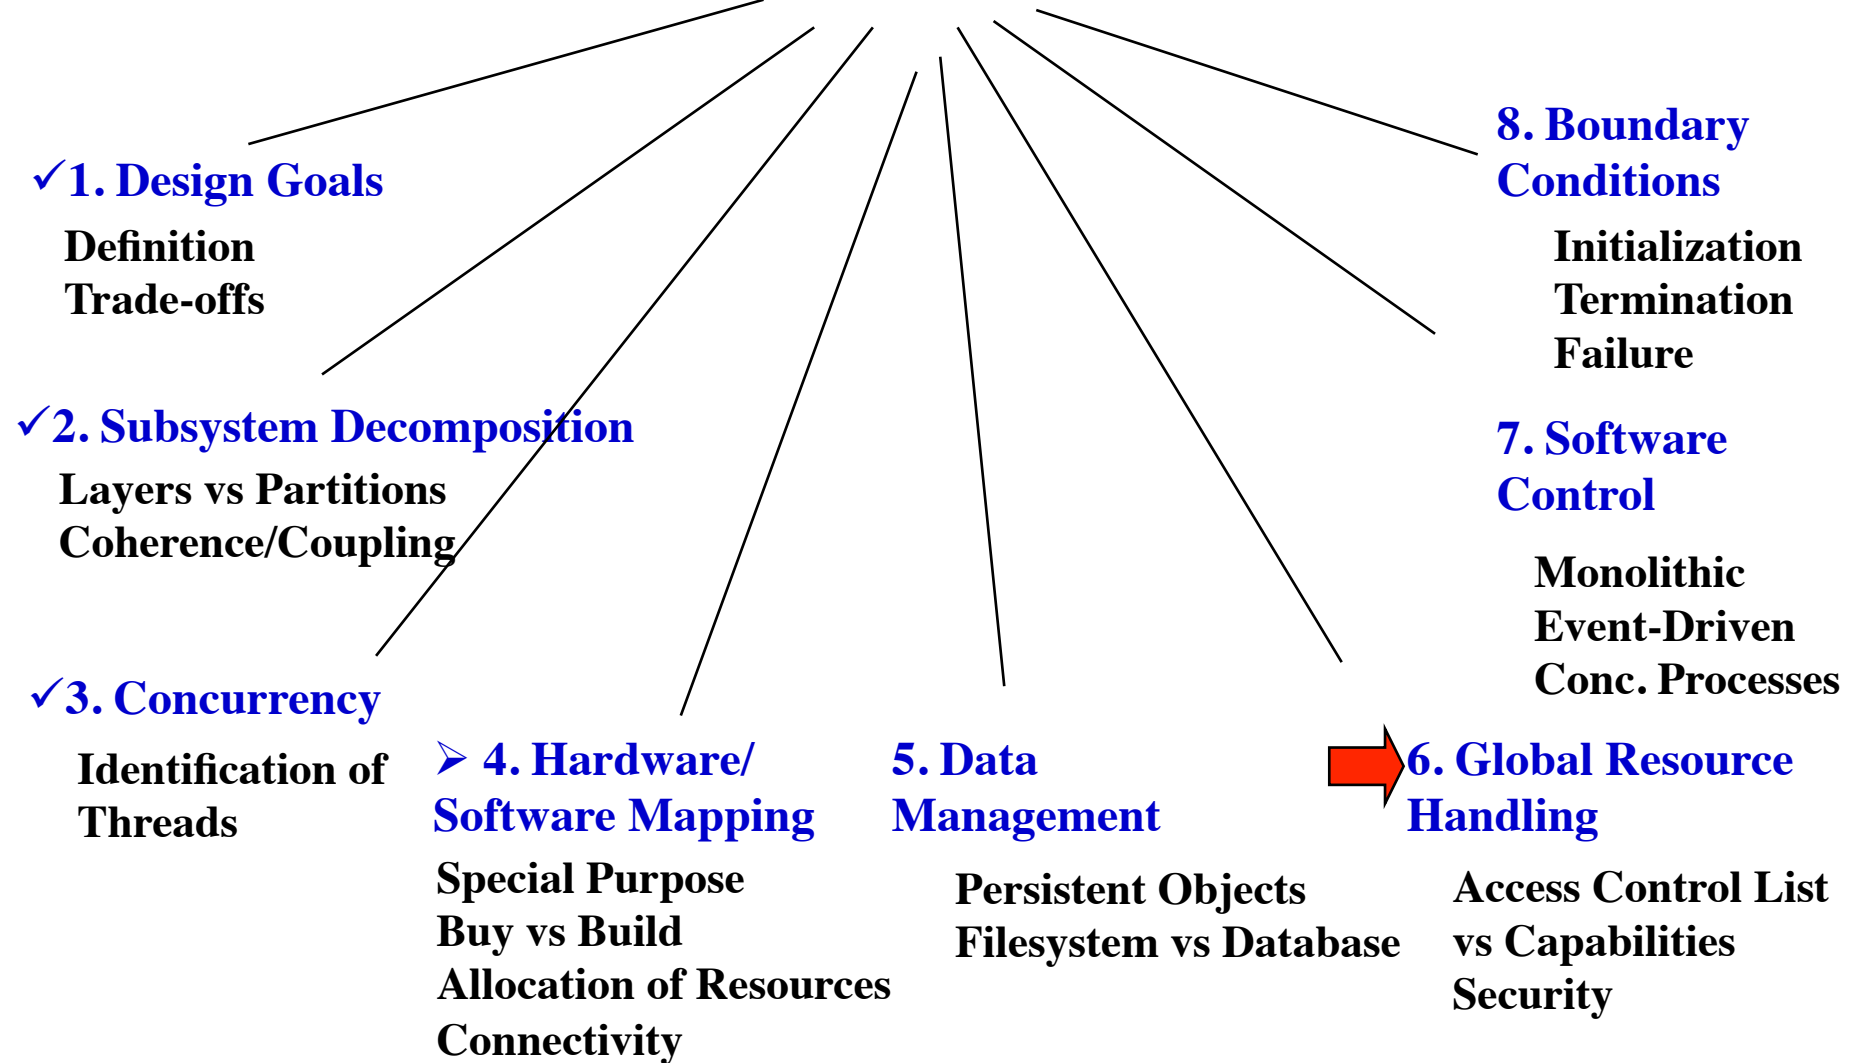 ✓1. Design Goals
Definition
Trade-offs
✓2. Subsystem Decomposition
Layers vs Partitions
Coherence/Coupling
✓3. Concurrency
Identification of
Threads
➢ 4. Hardware/
Software Mapping
Special Purpose
Buy vs Build
Allocation of Resources
Connectivity
5. Data
Management
Persistent Objects
Filesystem vs Database
6. Global Resource
Handling
Access Control List
vs Capabilities
Security
7. Software
Control
Monolithic
Event-Driven
Conc. Processes
8. Boundary
Conditions
Initialization
Termination
Failure